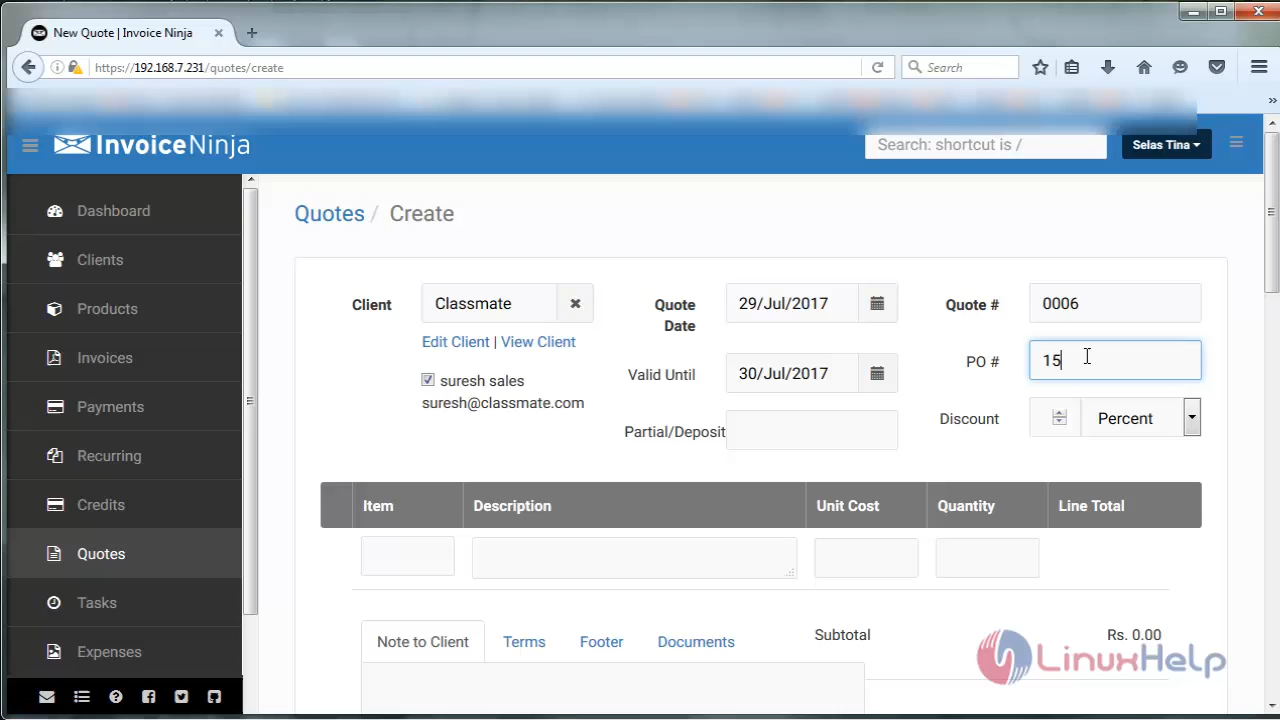 New Quote | Invoice Ninja
https://192.168.7.231/quotes/create
Search
InvoiceNinja
Search: shortcut is /
Selas Tina
Dashboard
Clients
Products
Invoices
Payments
Recurring
Credits
Quotes
Tasks
Expenses
Quotes / Create
Client
Classmate
Edit Client | View Client
suresh sales
suresh@classmate.com
Quote
Date
29/Jul/2017
Valid Until
30/Jul/2017
Partial/Deposit
Quote #
0006
PO #
15
Discount
Percent
Item Description Unit Cost Quantity Line Total
Note to Client Terms Footer Documents
Subtotal Rs. 0.00
LinuxHelp